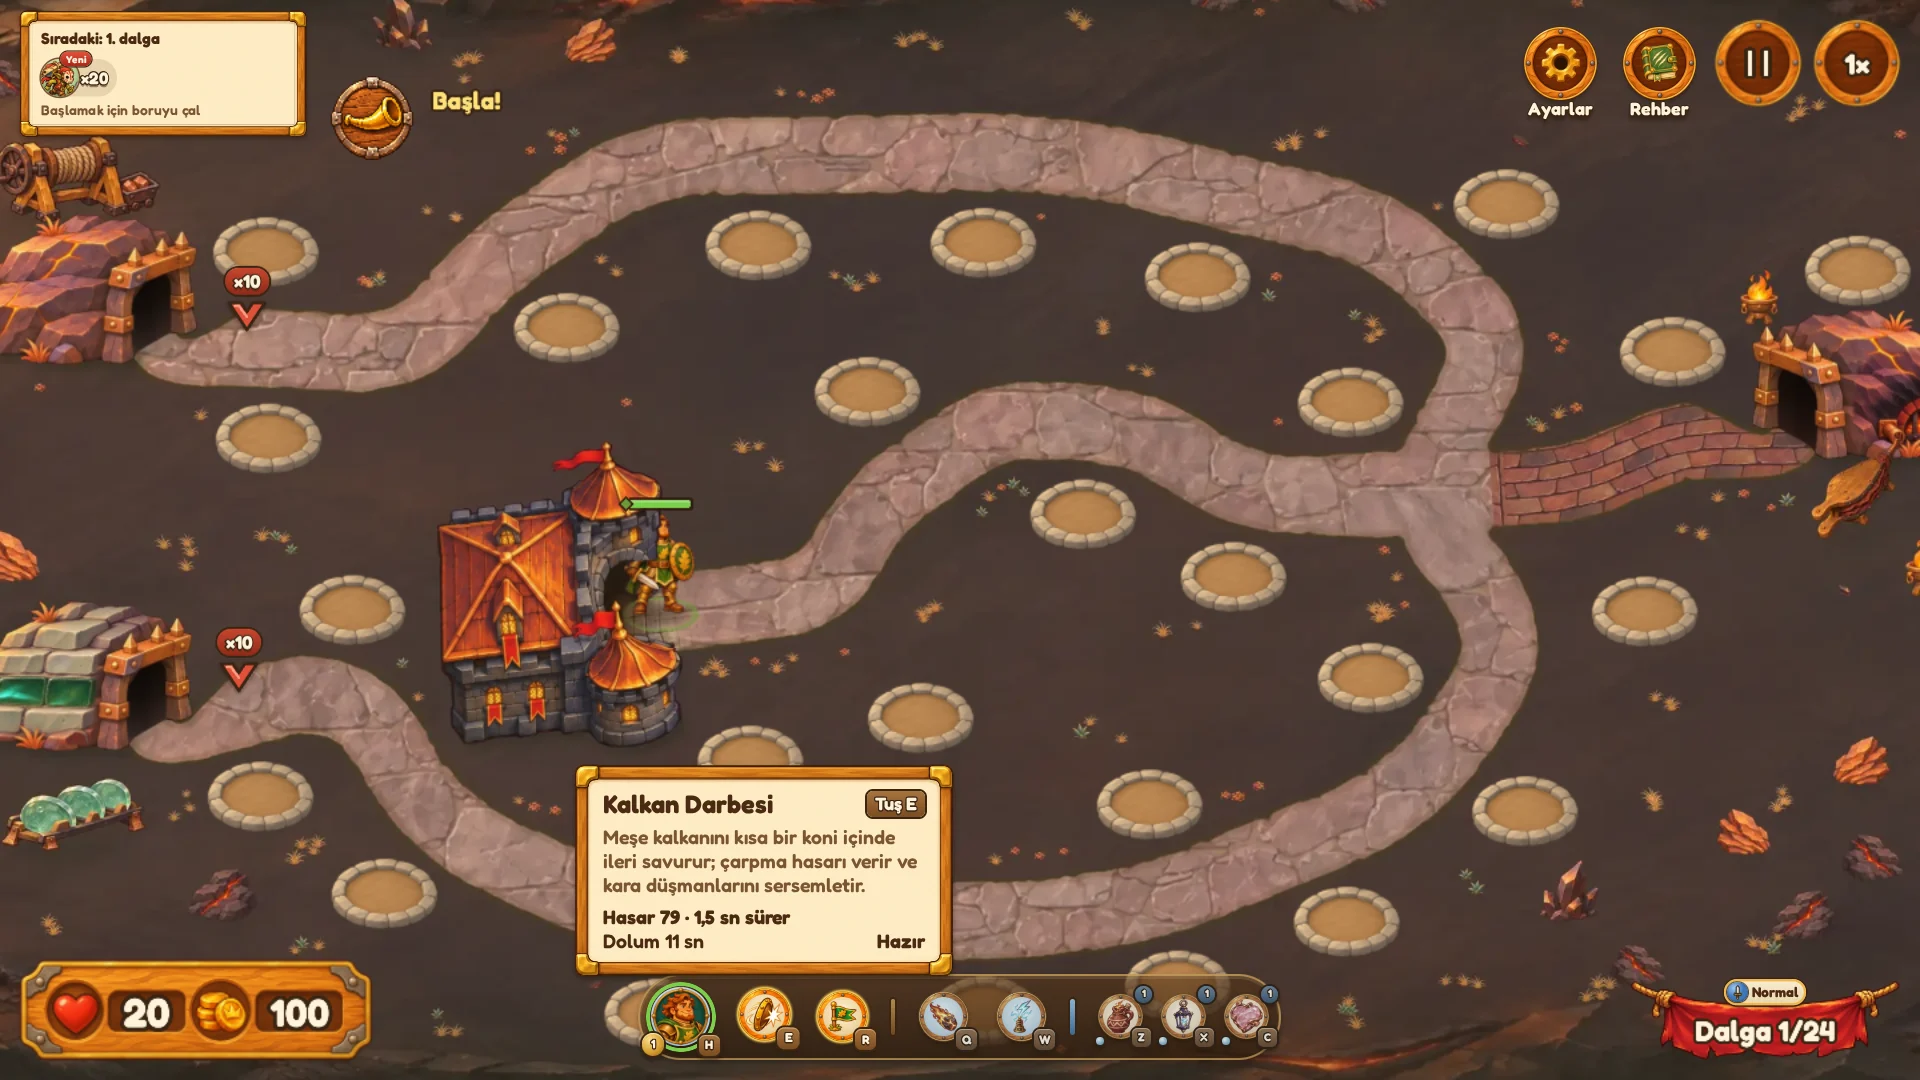 Sıradaki: 1. dalga
Yeni
x20
Başlamak için boruyu çal
Başla!
Ayarlar
Rehber
1x
x10
x10
Kalkan Darbesi
Tuş E
Meşe kalkanını kısa bir koni içinde
ileri savurur; çarpma hasarı verir ve
kara düşmanlarını sersemletir.
Hasar 79 · 1,5 sn sürer
Dolum 11 sn
Hazır
20
100
1
H
E
R
Q
W
1
Z
1
X
1
C
Normal
Dalga 1/24